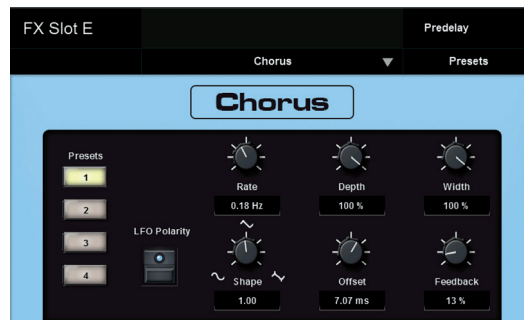 FX Slot E
Predelay
Chorus
Presets
Chorus
Presets
1
2
3
4
LFO Polarity
Rate
0.18 Hz
Depth
100 %
Width
100 %
Shape
1.00
Offset
7.07 ms
Feedback
13 %